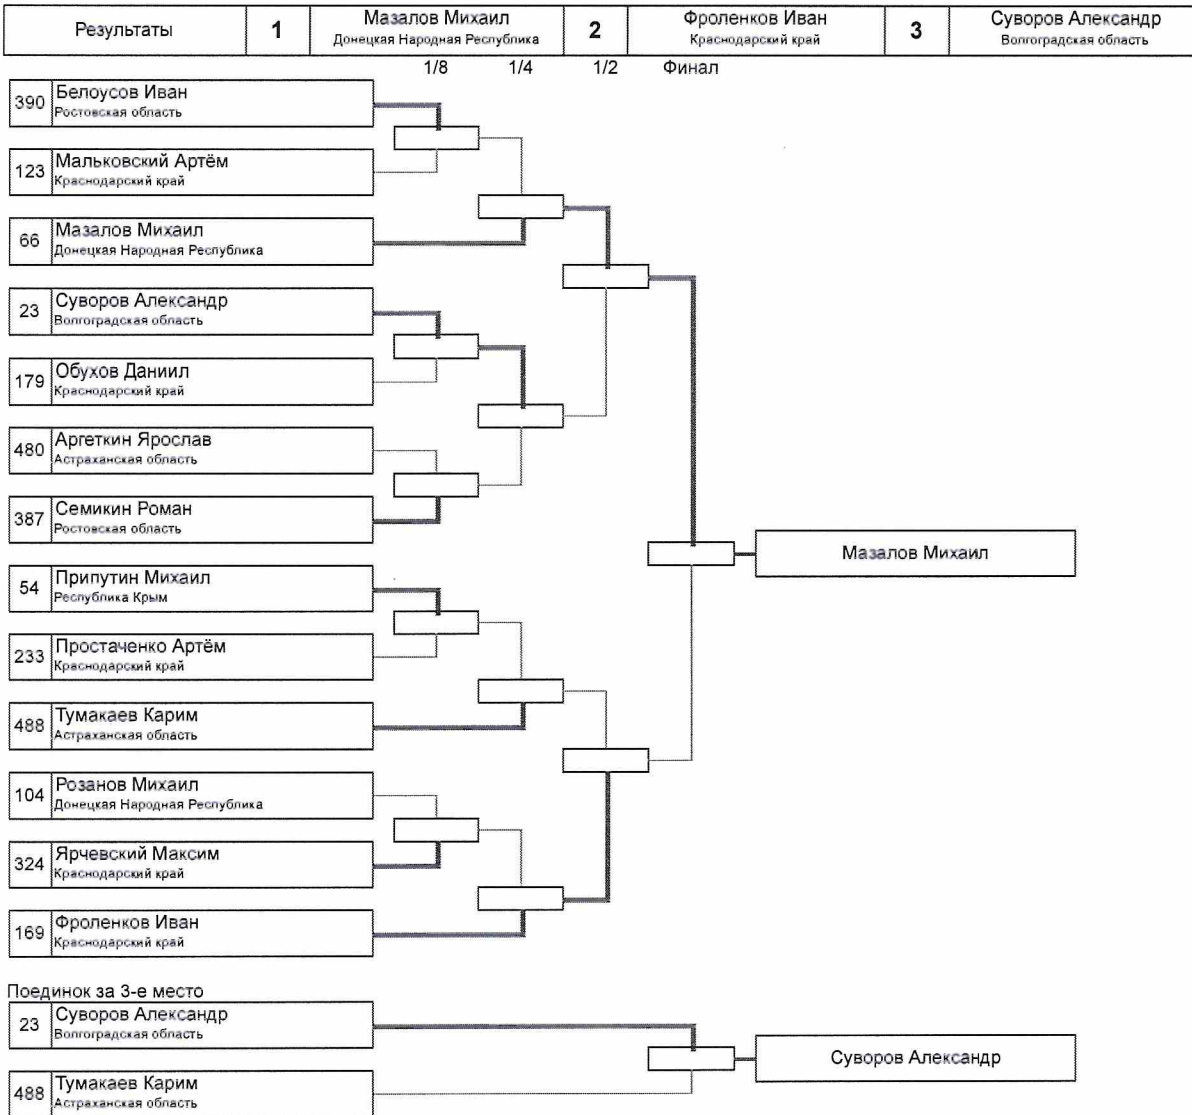 Результаты
1
Мазалов Михаил
Донецкая Народная Республика
2
Фроленков Иван
Краснодарский край
3
Суворов Александр
Волгоградская область
1/8 1/4 1/2 Финал
390
Белоусов Иван
Ростовская область
123
Мальковский Артём
Краснодарский край
66
Мазалов Михаил
Донецкая Народная Республика
23
Суворов Александр
Волгоградская область
179
Обухов Даниил
Краснодарский край
480
Аргеткин Ярослав
Астраханская область
387
Семикин Роман
Ростовская область
Мазалов Михаил
54
Припутин Михаил
Республика Крым
233
Простаченко Артём
Краснодарский край
488
Тумакаев Карим
Астраханская область
104
Розанов Михаил
Донецкая Народная Республика
324
Ярчевский Максим
Краснодарский край
169
Фроленков Иван
Краснодарский край
Поединок за 3-е место
23
Суворов Александр
Волгоградская область
Суворов Александр
488
Тумакаев Карим
Астраханская область